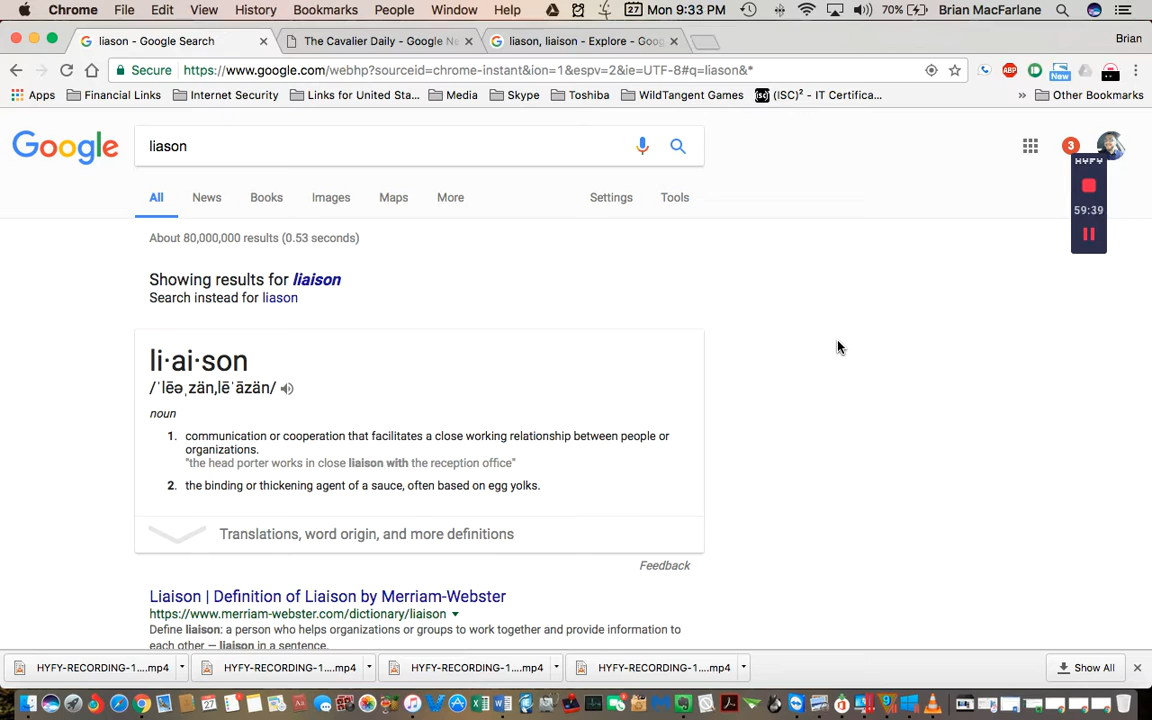 Chrome File Edit View History Bookmarks People Window Help 27 Mon 9:33 PM 70% Brian MacFarlane
liason - Google Search The Cavalier Daily - Google Ne liason, liaison - Explore - Goog Brian
Secure https://www.google.com/webhp?sourceid=chrome-instant&ion=1&espv=2&ie=UTF-8#q=liason&* ABP New
Apps Financial Links Internet Security Links for United Sta... Media Skype Toshiba WildTangent Games (ISC)² - IT Certifica... » Other Bookmarks
Google liason 3
HYFY
All News Books Images Maps More Settings Tools
59:39
About 80,000,000 results (0.53 seconds)
Showing results for liaison
Search instead for liason
li·ai·son
/ˈlēəˌzän,lēˈāzän/
noun
1. communication or cooperation that facilitates a close working relationship between people or
organizations.
"the head porter works in close liaison with the reception office"
2. the binding or thickening agent of a sauce, often based on egg yolks.
Translations, word origin, and more definitions
Feedback
Liaison | Definition of Liaison by Merriam-Webster
https://www.merriam-webster.com/dictionary/liaison
Define liaison: a person who helps organizations or groups to work together and provide information to
each other — liaison in a sentence.
HYFY-RECORDING-1....mp4 HYFY-RECORDING-1....mp4 HYFY-RECORDING-1....mp4 HYFY-RECORDING-1....mp4 Show All